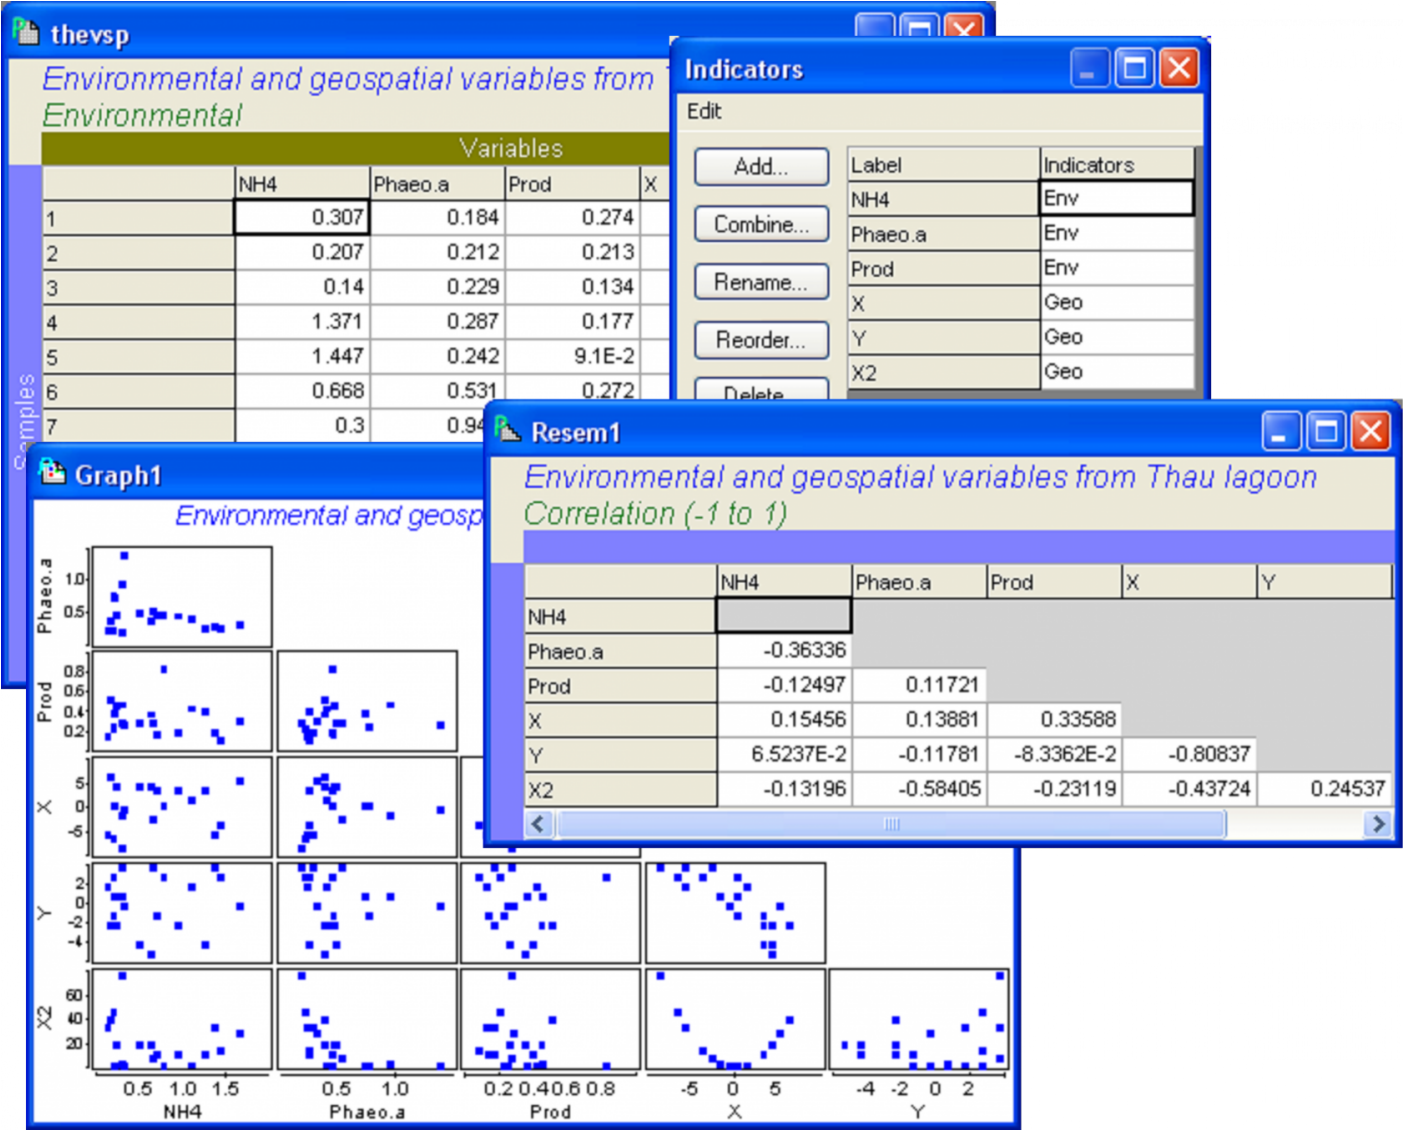 thevsp
Environmental and geospatial variables from
Environmental
Variables
NH4 Phaeo.a Prod X
1 0.307 0.184 0.274
2 0.207 0.212 0.213
3 0.14 0.229 0.134
4 1.371 0.287 0.177
5 1.447 0.242 9.1E-2
6 0.668 0.531 0.272
7 0.3 0.94
Samples
Indicators
Edit
Add...
Combine...
Rename...
Reorder...
Delete
Label Indicators
NH4 Env
Phaeo.a Env
Prod Env
X Geo
Y Geo
X2 Geo
Resem1
Environmental and geospatial variables from Thau lagoon
Correlation (-1 to 1)
NH4 Phaeo.a Prod X Y
NH4
Phaeo.a -0.36336
Prod -0.12497 0.11721
X 0.15456 0.13881 0.33588
Y 6.5237E-2 -0.11781 -8.3362E-2 -0.80837
X2 -0.13196 -0.58405 -0.23119 -0.43724 0.24537
Graph1
Environmental and geosp
Phaeo.a
1.0
0.5
Prod
0.8
0.6
0.4
0.2
X
5
0
-5
Y
2
0
-2
-4
X2
60
40
20
0.5 1.0 1.5 0.5 1.0 0.2 0.4 0.6 0.8 -5 0 5 -4 -2 0 2
NH4 Phaeo.a Prod X Y